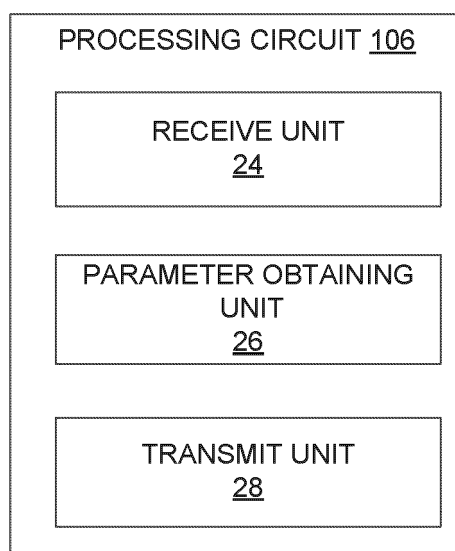 PROCESSING CIRCUIT 106
RECEIVE UNIT
24
PARAMETER OBTAINING
UNIT
26
TRANSMIT UNIT
28